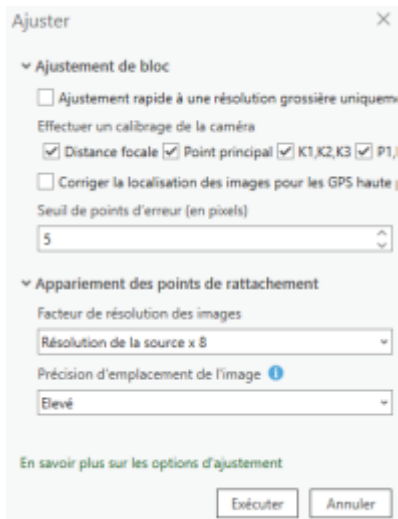 Ajuster
Ajustement de bloc
Ajustement rapide à une résolution grossière uniquem
Effectuer un calibrage de la caméra
Distance focale Point principal K1,K2,K3 P1,
Corriger la localisation des images pour les GPS haute
Seuil de points d'erreur (en pixels)
5
Appariement des points de rattachement
Facteur de résolution des images
Résolution de la source x 8
Précision d'emplacement de l'image
Elevé
En savoir plus sur les options d'ajustement
Exécuter Annuler